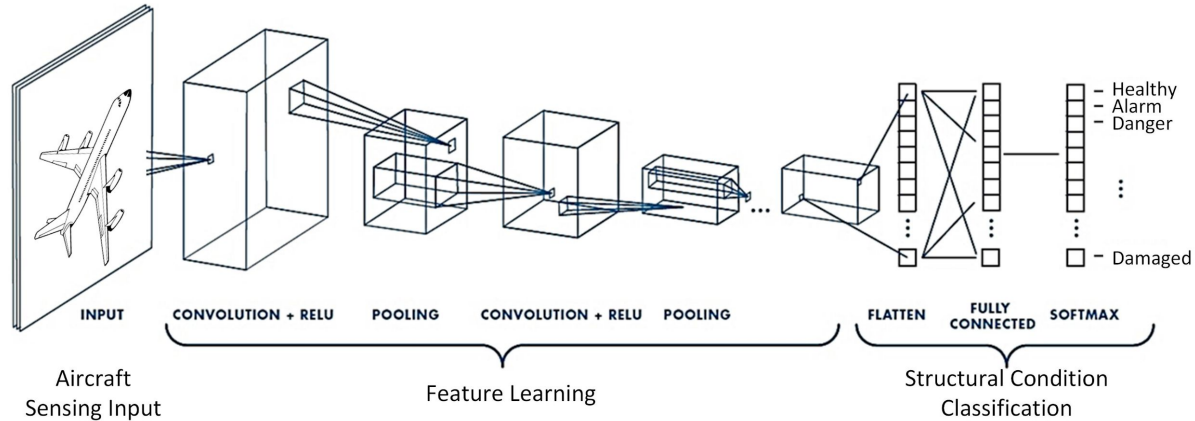 Healthy
Alarm
Danger
Damaged
INPUT
CONVOLUTION + RELU
POOLING
CONVOLUTION + RELU
POOLING
FLATTEN
FULLY
CONNECTED
SOFTMAX
Aircraft
Sensing Input
Feature Learning
Structural Condition
Classification